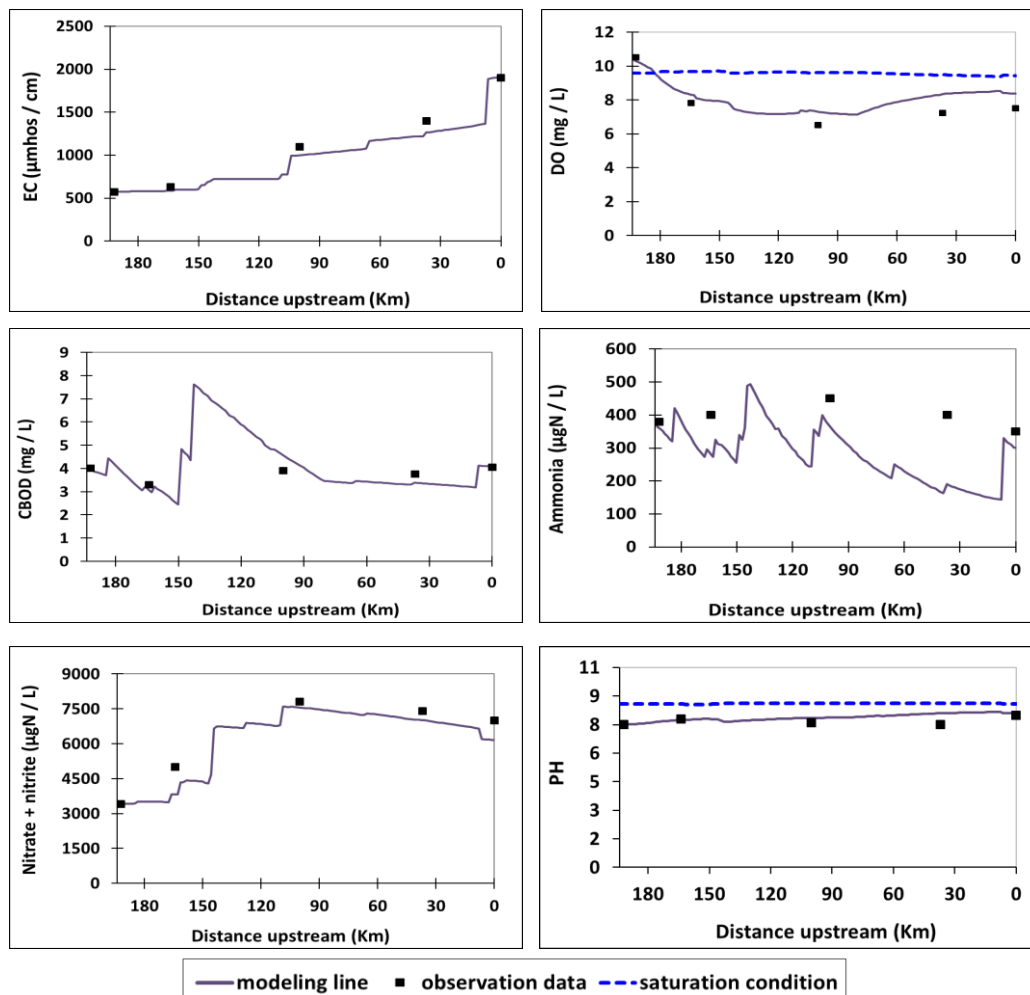 2500
2000
1500
1000
500
0
EC (µmhos / cm)
180 150 120 90 60 30 0
Distance upstream (Km)
12
10
8
6
4
2
0
DO (mg / L)
180 150 120 90 60 30 0
Distance upstream (Km)
9
8
7
6
5
4
3
2
1
0
CBOD (mg / L)
180 150 120 90 60 30 0
Distance upstream (Km)
600
500
400
300
200
100
0
Ammonia (µgN / L)
180 150 120 90 60 30 0
Distance upstream (Km)
9000
7500
6000
4500
3000
1500
0
Nitrate + nitrite (µgN / L)
180 150 120 90 60 30 0
Distance upstream (Km)
11
9
8
6
5
3
2
0
PH
180 150 120 90 60 30 0
Distance upstream (Km)
modeling line observation data saturation condition